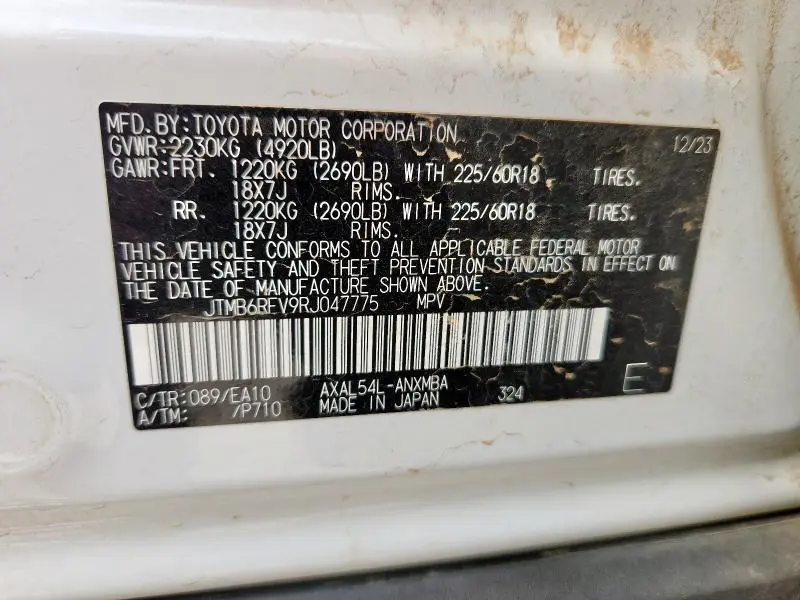 MFD.BY:TOYOTA MOTOR CORPORATION 12/23
GVWR:2230KG (4920LB)
GAWR:FRT. 1220KG (2690LB) WITH 225/60R18 TIRES.
18X7J RIMS.
RR. 1220KG (2690LB) WITH 225/60R18 TIRES.
18X7J RIMS.
THIS VEHICLE CONFORMS TO ALL APPLICABLE FEDERAL MOTOR
VEHICLE SAFETY AND THEFT PREVENTION STANDARDS IN EFFECT ON
THE DATE OF MANUFACTURE SHOWN ABOVE.
JTMB6RFV9RJ047775 MPV
C/TR:089/EA10 AXAL54L-ANXMBA E
A/TM: /P710 MADE IN JAPAN 324